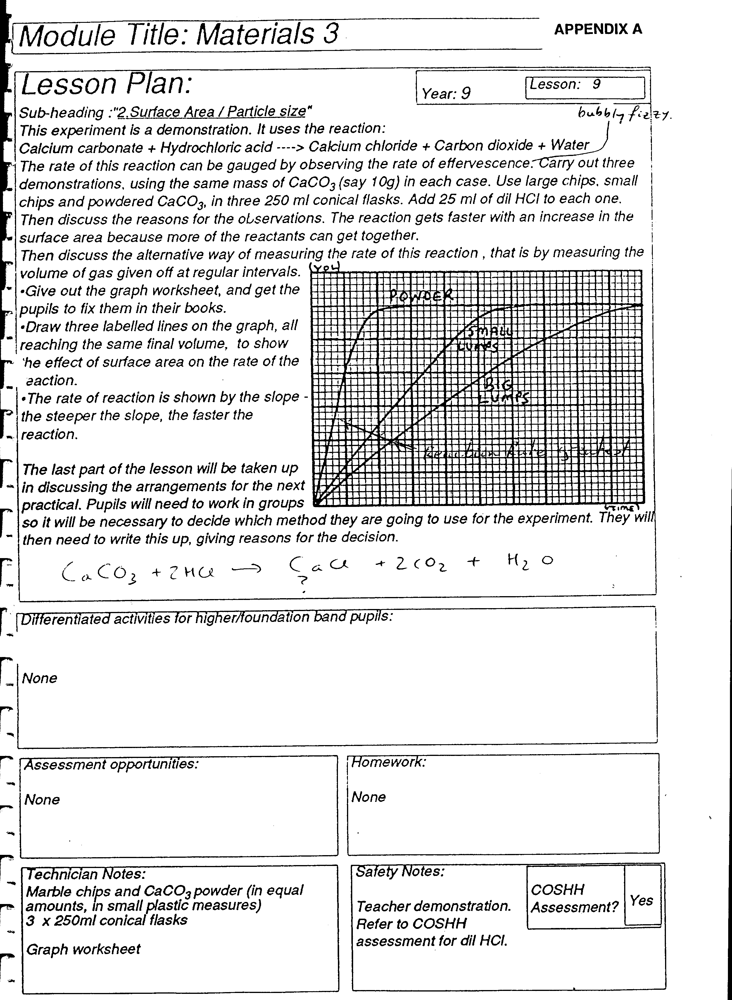 Module Title: Materials 3
APPENDIX A
Lesson Plan:
Year: 9
Lesson: 9
Sub-heading :"2.Surface Area / Particle size"
bubbly fizzy.
This experiment is a demonstration. It uses the reaction:
Calcium carbonate + Hydrochloric acid ----> Calcium chloride + Carbon dioxide + Water
The rate of this reaction can be gauged by observing the rate of effervescence. Carry out three
demonstrations, using the same mass of CaCO3 (say 10g) in each case. Use large chips, small
chips and powdered CaCO3, in three 250 ml conical flasks. Add 25 ml of dil HCl to each one.
Then discuss the reasons for the observations. The reaction gets faster with an increase in the
surface area because more of the reactants can get together.
Then discuss the alternative way of measuring the rate of this reaction , that is by measuring the
volume of gas given off at regular intervals.
•Give out the graph worksheet, and get the
pupils to fix them in their books.
•Draw three labelled lines on the graph, all
reaching the same final volume, to show
he effect of surface area on the rate of the
eaction.
•The rate of reaction is shown by the slope -
the steeper the slope, the faster the
reaction.
POWDER
SMALL
LUMPS
BIG
LUMPS
Reaction Rate greatest
(TIME)
The last part of the lesson will be taken up
in discussing the arrangements for the next
practical. Pupils will need to work in groups
so it will be necessary to decide which method they are going to use for the experiment. They will
then need to write this up, giving reasons for the decision.
CaCO3 + 2HCl → CaCl + 2CO2 + H2O
?
Differentiated activities for higher/foundation band pupils:
None
Assessment opportunities:
None
Homework:
None
Technician Notes:
Marble chips and CaCO3 powder (in equal
amounts, in small plastic measures)
3 x 250ml conical flasks
Graph worksheet
Safety Notes:
Teacher demonstration.
Refer to COSHH
assessment for dil HCl.
COSHH
Assessment?
Yes